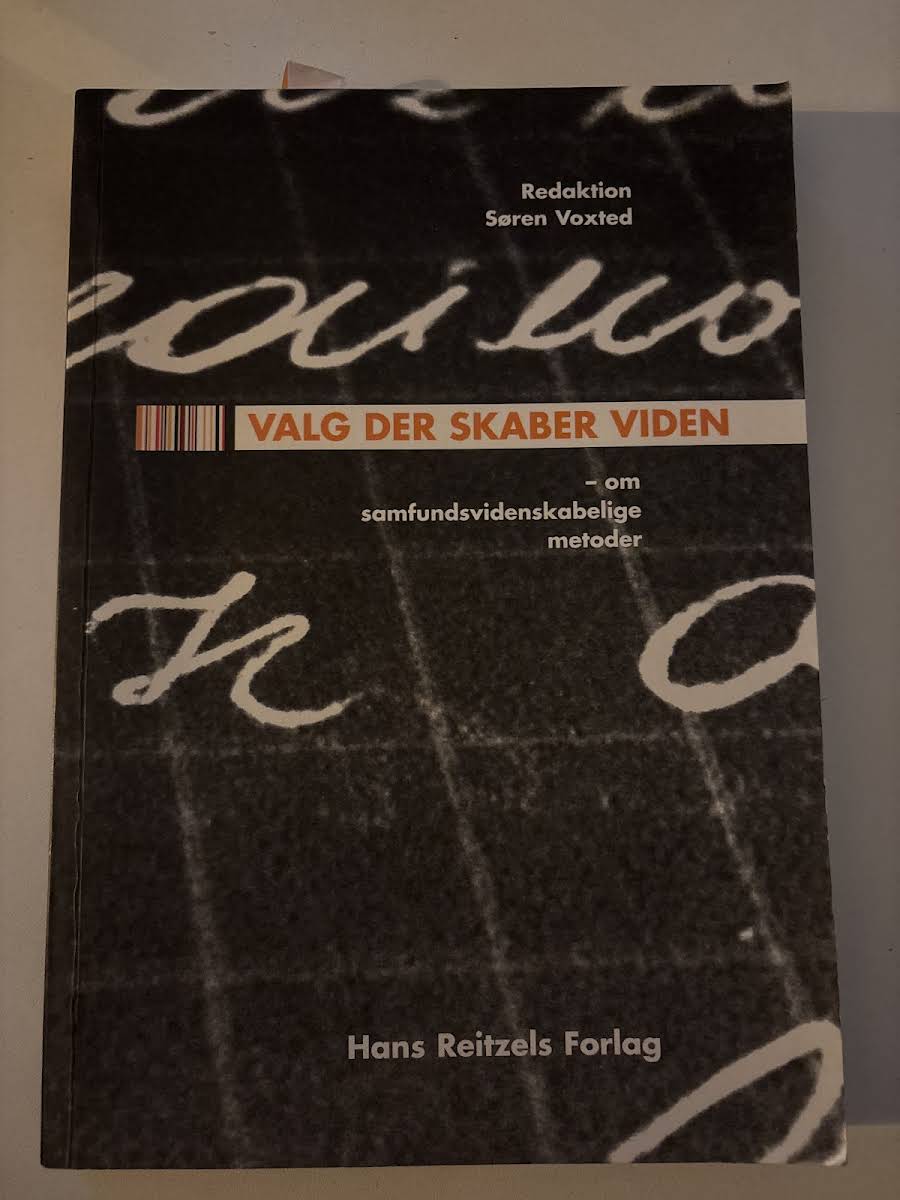 Redaktion
Søren Voxted
VALG DER SKABER VIDEN
– om
samfundsvidenskabelige
metoder
Hans Reitzels Forlag